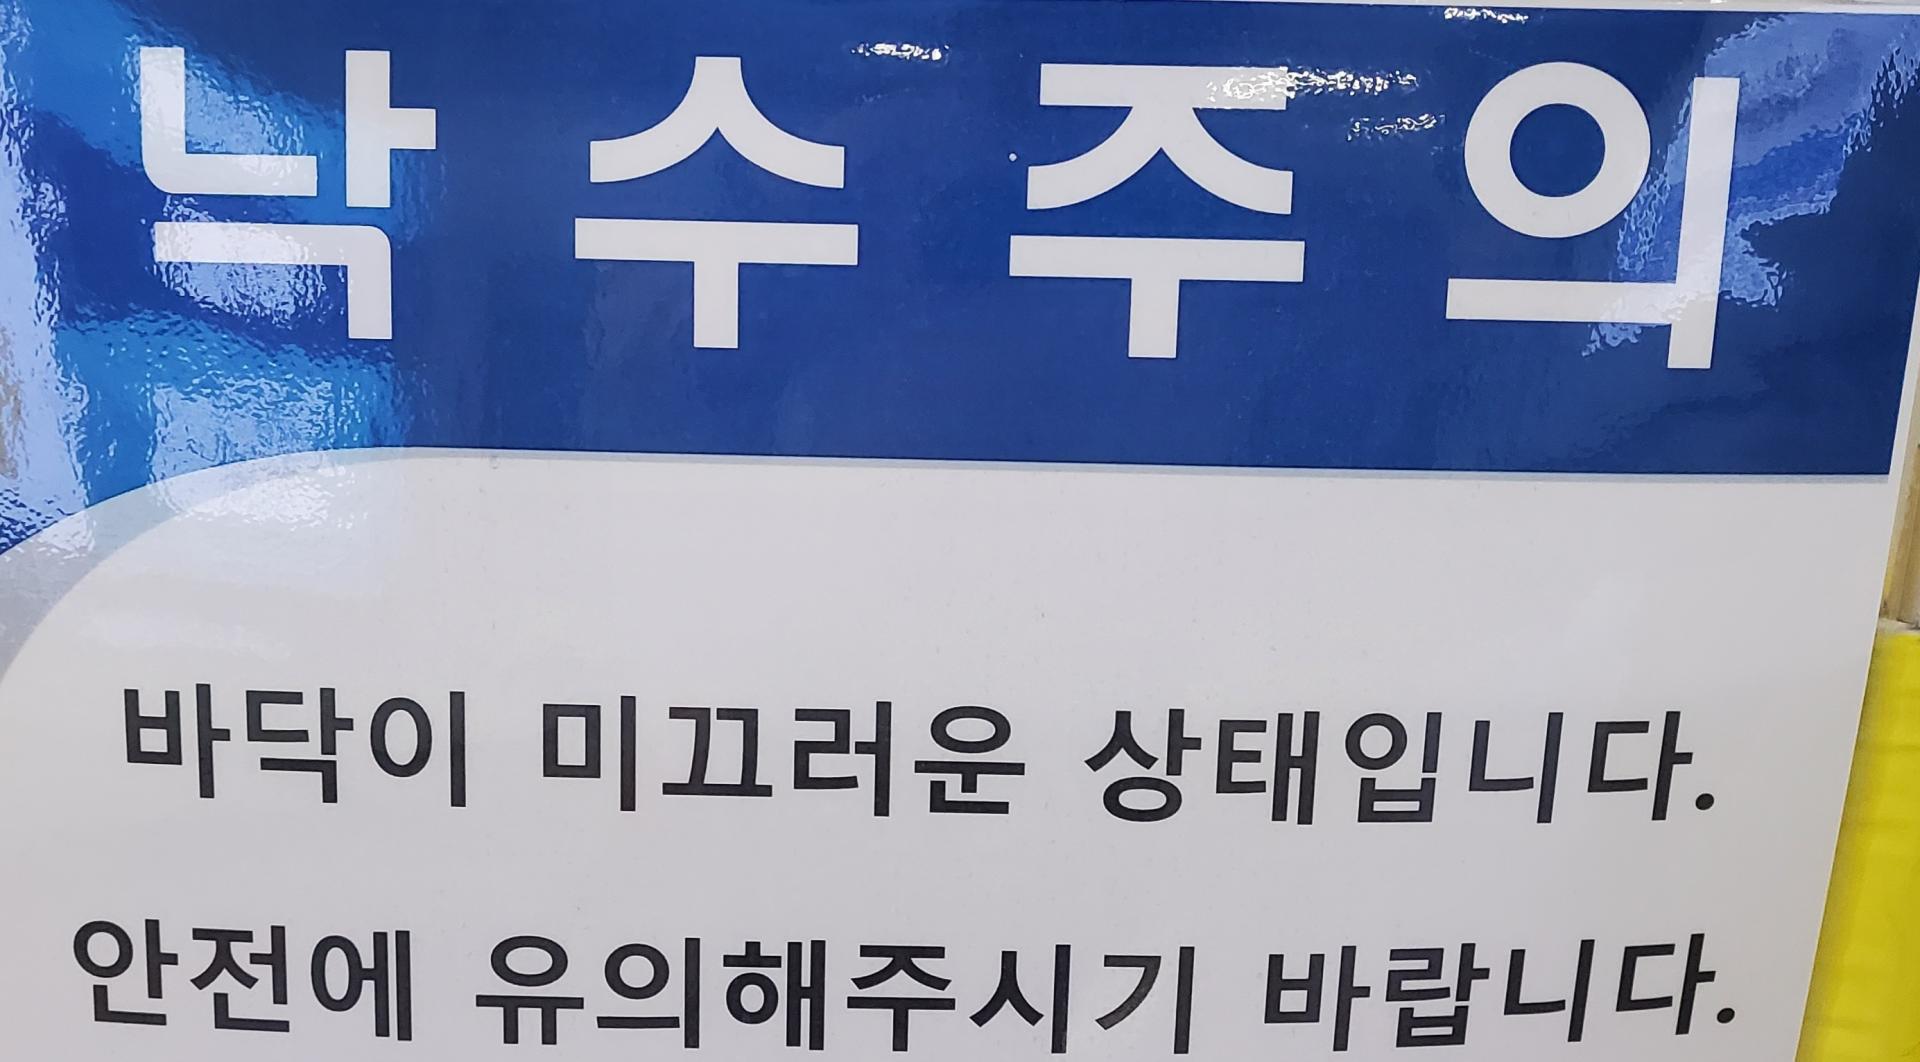 낙수주의
바닥이 미끄러운 상태입니다.
안전에 유의해주시기 바랍니다.